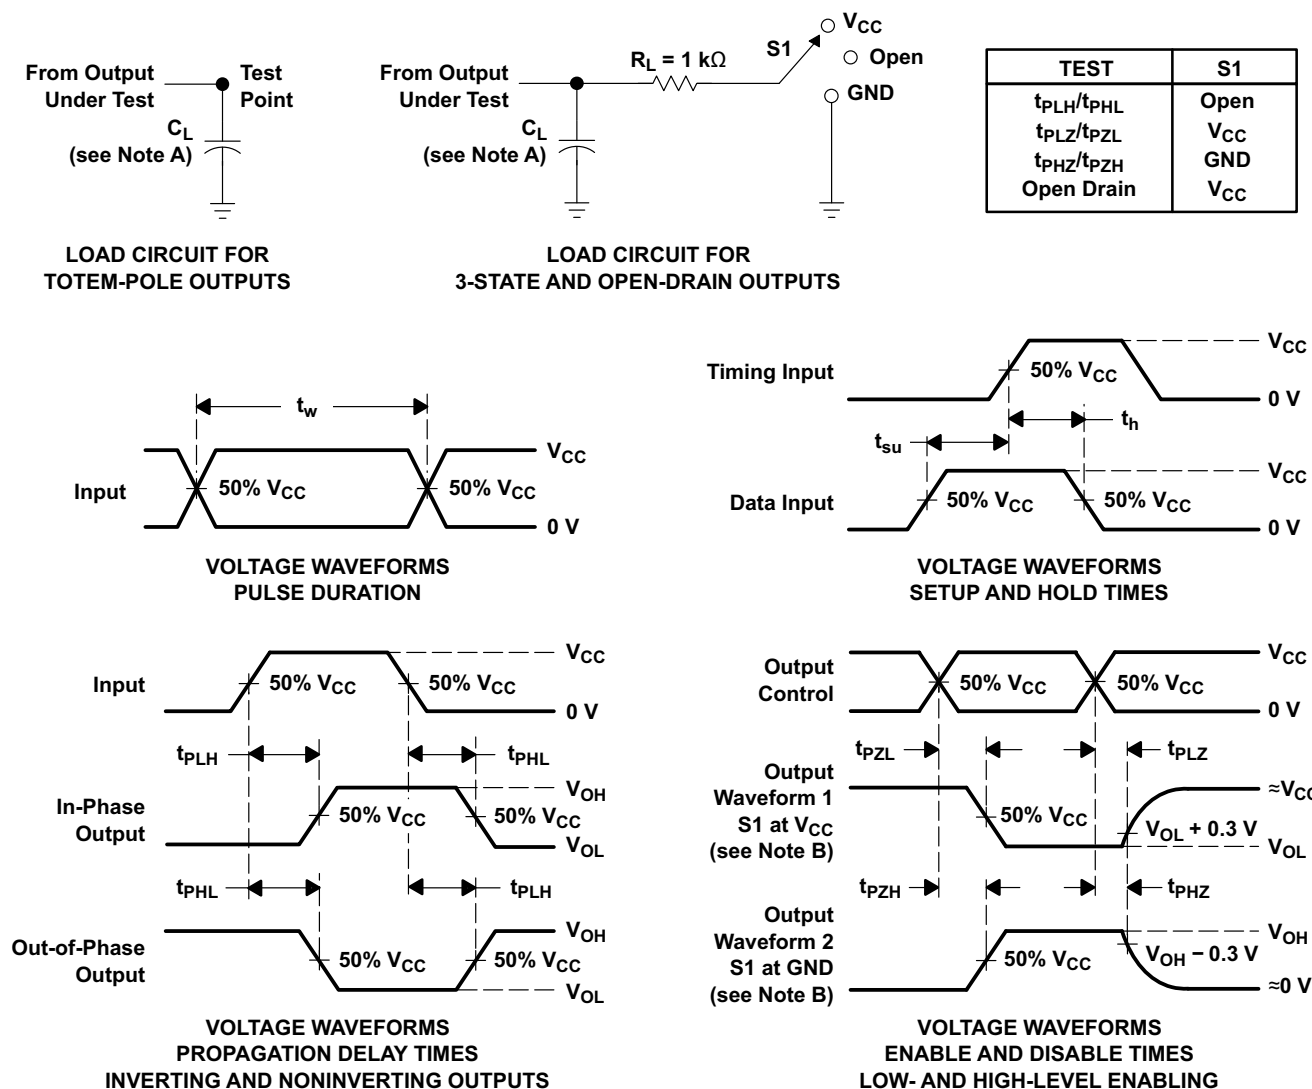 From Output
Under Test
Test
Point
CL
(see Note A)
LOAD CIRCUIT FOR
TOTEM-POLE OUTPUTS
From Output
Under Test
RL = 1 kΩ
S1
VCC
Open
GND
CL
(see Note A)
LOAD CIRCUIT FOR
3-STATE AND OPEN-DRAIN OUTPUTS
TEST S1
tPLH/tPHL Open
tPLZ/tPZL VCC
tPHZ/tPZH GND
Open Drain VCC
tw
Input
50% VCC
50% VCC
VCC
0 V
VOLTAGE WAVEFORMS
PULSE DURATION
Timing Input
50% VCC
VCC
0 V
tsu
th
Data Input
50% VCC
50% VCC
VCC
0 V
VOLTAGE WAVEFORMS
SETUP AND HOLD TIMES
Input
50% VCC
50% VCC
VCC
0 V
tPLH
tPHL
In-Phase
Output
50% VCC
50% VCC
VOH
VOL
tPHL
tPLH
Out-of-Phase
Output
50% VCC
50% VCC
VOH
VOL
VOLTAGE WAVEFORMS
PROPAGATION DELAY TIMES
INVERTING AND NONINVERTING OUTPUTS
Output
Control
50% VCC
50% VCC
VCC
0 V
tPZL
tPLZ
Output
Waveform 1
S1 at VCC
(see Note B)
50% VCC
≈VCC
VOL + 0.3 V
VOL
tPZH
tPHZ
Output
Waveform 2
S1 at GND
(see Note B)
50% VCC
VOH
VOH − 0.3 V
≈0 V
VOLTAGE WAVEFORMS
ENABLE AND DISABLE TIMES
LOW- AND HIGH-LEVEL ENABLING